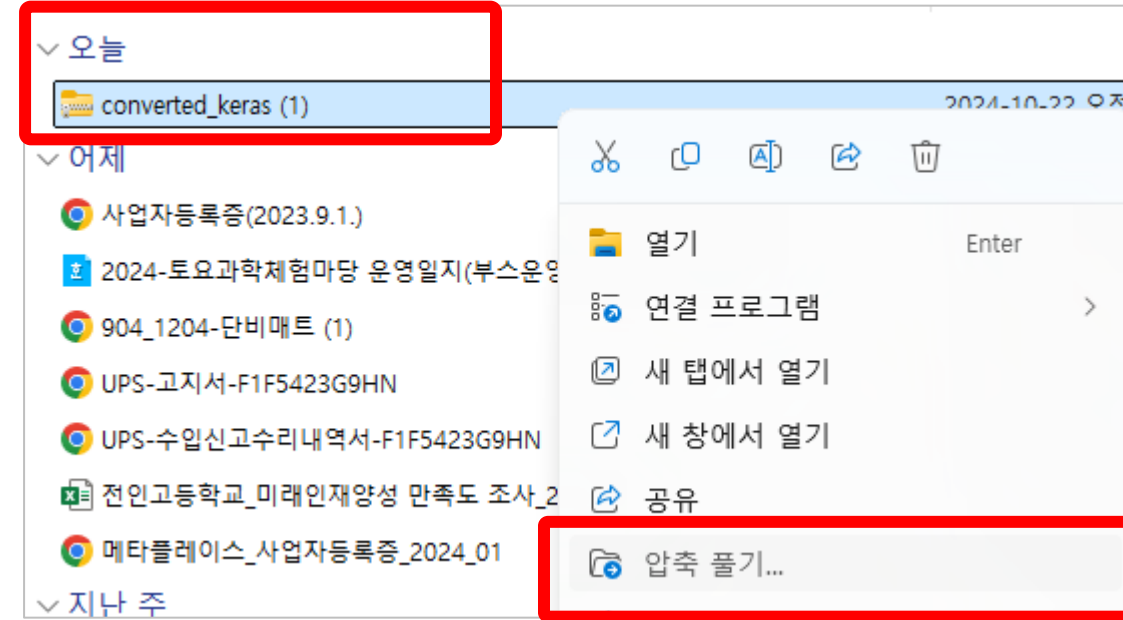 오늘
converted_keras (1)
2024-10-22 오전
어제
사업자등록증(2023.9.1.)
2024-토요과학체험마당 운영일지(부스운영
904_1204-단비매트 (1)
UPS-고지서-F1F5423G9HN
UPS-수입신고수리내역서-F1F5423G9HN
전인고등학교_미래인재양성 만족도 조사_2
메타플레이스_사업자등록증_2024_01
지난 주
열기 Enter
연결 프로그램
새 탭에서 열기
새 창에서 열기
공유
압축 풀기...